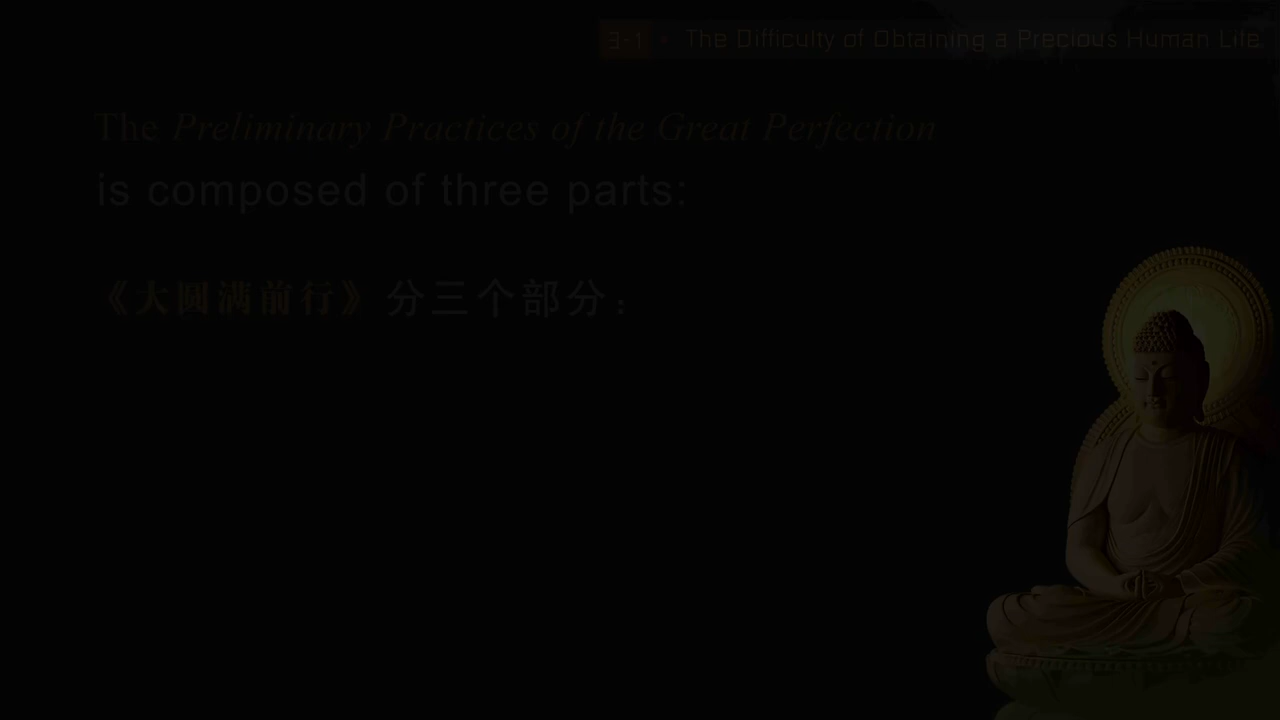 3-1 • The Difficulty of Obtaining a Precious Human Life
The Preliminary Practices of the Great Perfection
is composed of three parts:
《大圆满前行》分三个部分：